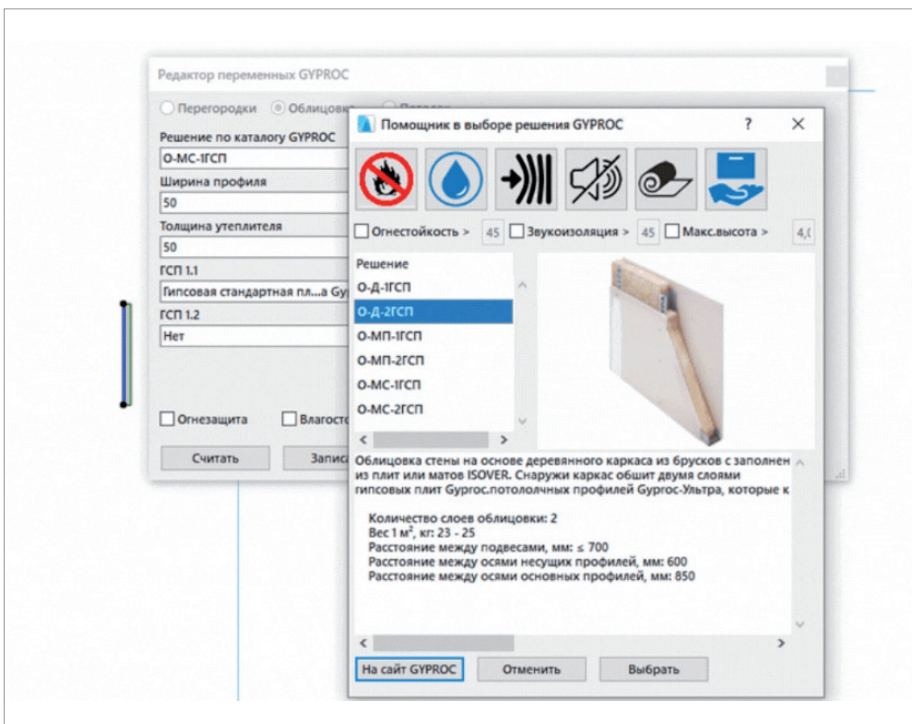 Редактор переменных GYPROC
Перегородки Облицовка
Решение по каталогу GYPROC
О-МС-1ГСП
Ширина профиля
50
Толщина утеплителя
50
ГСП 1.1
Гипсовая стандартная пл...а Gy
ГСП 1.2
Нет
Огнезащита Влагост
Считать Записа
Помощник в выборе решения GYPROC ? ×
Огнестойкость > 45 Звукоизоляция > 45 Макс.высота > 4,0
Решение
О-Д-1ГСП
О-Д-2ГСП
О-МП-1ГСП
О-МП-2ГСП
О-МС-1ГСП
О-МС-2ГСП
Облицовка стены на основе деревянного каркаса из брусков с заполнен
из плит или матов ISOVER. Снаружи каркас обшит двумя слоями
гипсовых плит Gyproc.потололчных профилей Gyproc-Ультра, которые к
Количество слоев облицовки: 2
Вес 1 м², кг: 23 - 25
Расстояние между подвесами, мм: ≤ 700
Расстояние между осями несущих профилей, мм: 600
Расстояние между осями основных профилей, мм: 850
На сайт GYPROC Отменить Выбрать